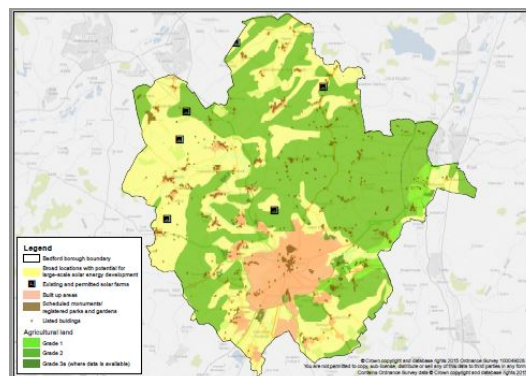 Legend
Bedford borough boundary
Broad locations with potential for
large-scale solar energy development
Existing and permitted solar farms
Built up areas
Scheduled monuments/
registered parks and gardens
Listed buildings
Agricultural land
Grade 1
Grade 2
Grade 3a (where data is available)
© Crown copyright and database rights 2015 Ordnance Survey 100049028.
You are not permitted to copy, sub-license, distribute or sell any of this data to third parties in any form
Contains Ordnance Survey data © Crown copyright and database rights 2015